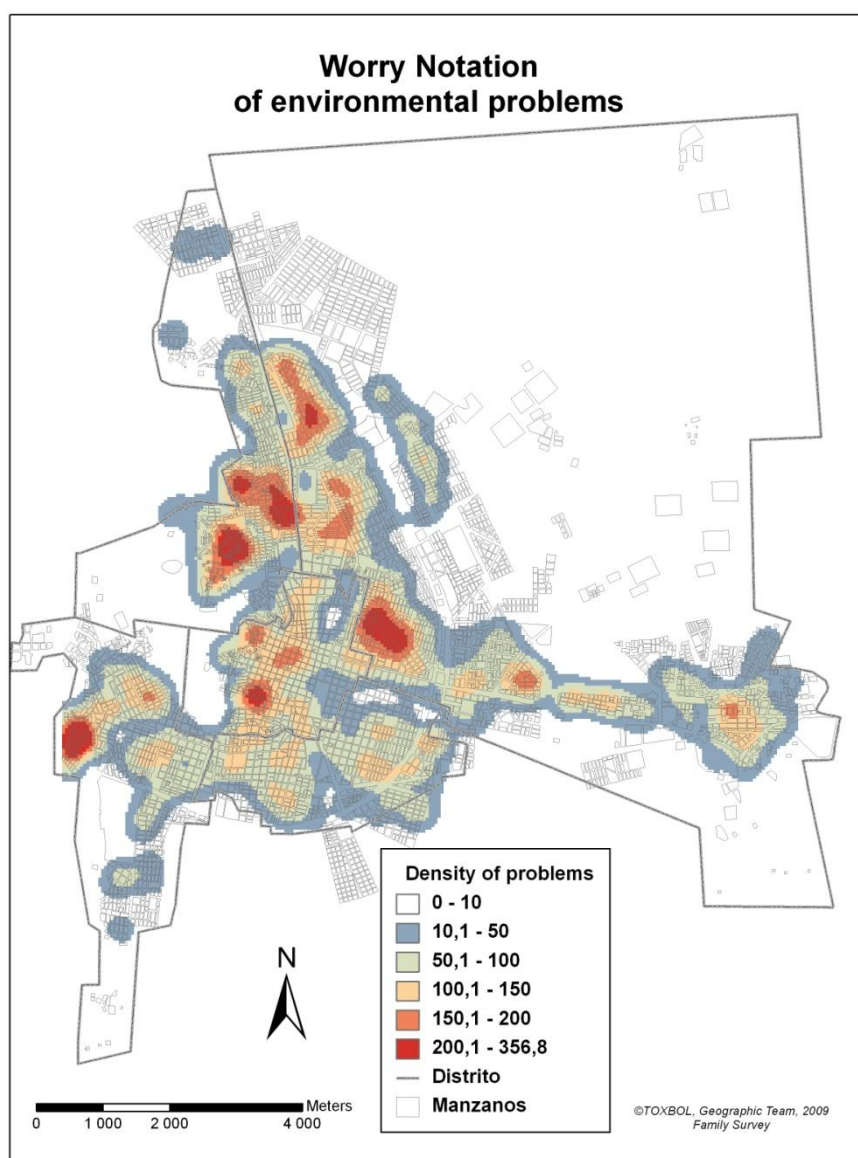 Worry Notation
of environmental problems
Density of problems
0 - 10
10,1 - 50
50,1 - 100
100,1 - 150
150,1 - 200
200,1 - 356,8
Distrito
Manzanos
N
Meters
0 1 000 2 000 4 000
©TOXBOL, Geographic Team, 2009
Family Survey